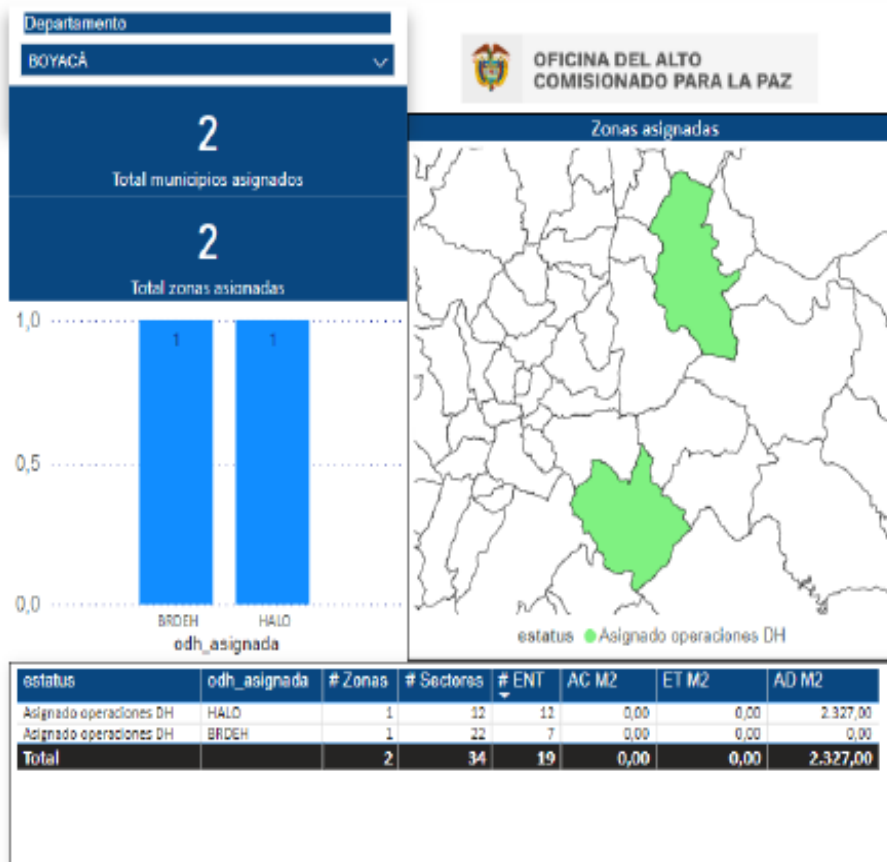 Departamento
BOYACÁ
OFICINA DEL ALTO
COMISIONADO PARA LA PAZ
2
Total municipios asignados
2
Total zonas asionadas
Zonas asignadas
1,0
1
1
0,5
0,0
BRDEH
HALO
odh_asignada
estatus Asignado operaciones DH
estatus odh_asignada # Zonas # Sectores # ENT AC M2 ET M2 AD M2
Asignado operaciones DH HALO 1 12 12 0,00 0,00 2.327,00
Asignado operaciones DH BRDEH 1 22 7 0,00 0,00 0,00
Total 2 34 19 0,00 0,00 2.327,00